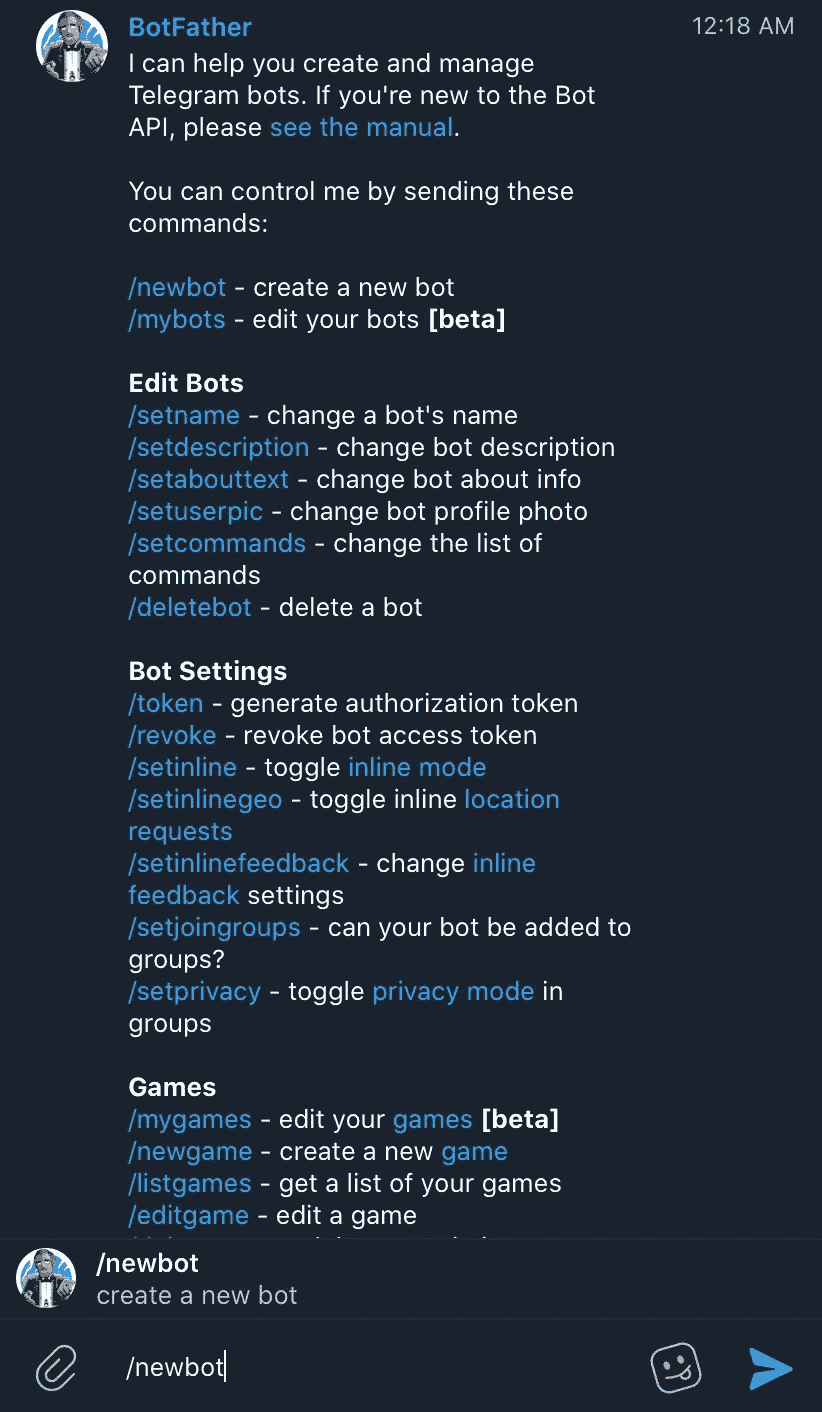 BotFather 12:18 AM
I can help you create and manage
Telegram bots. If you're new to the Bot
API, please see the manual.
You can control me by sending these
commands:
/newbot - create a new bot
/mybots - edit your bots [beta]
Edit Bots
/setname - change a bot's name
/setdescription - change bot description
/setabouttext - change bot about info
/setuserpic - change bot profile photo
/setcommands - change the list of
commands
/deletebot - delete a bot
Bot Settings
/token - generate authorization token
/revoke - revoke bot access token
/setinline - toggle inline mode
/setinlinegeo - toggle inline location
requests
/setinlinefeedback - change inline
feedback settings
/setjoingroups - can your bot be added to
groups?
/setprivacy - toggle privacy mode in
groups
Games
/mygames - edit your games [beta]
/newgame - create a new game
/listgames - get a list of your games
/editgame - edit a game
/newbot
create a new bot
/newbot